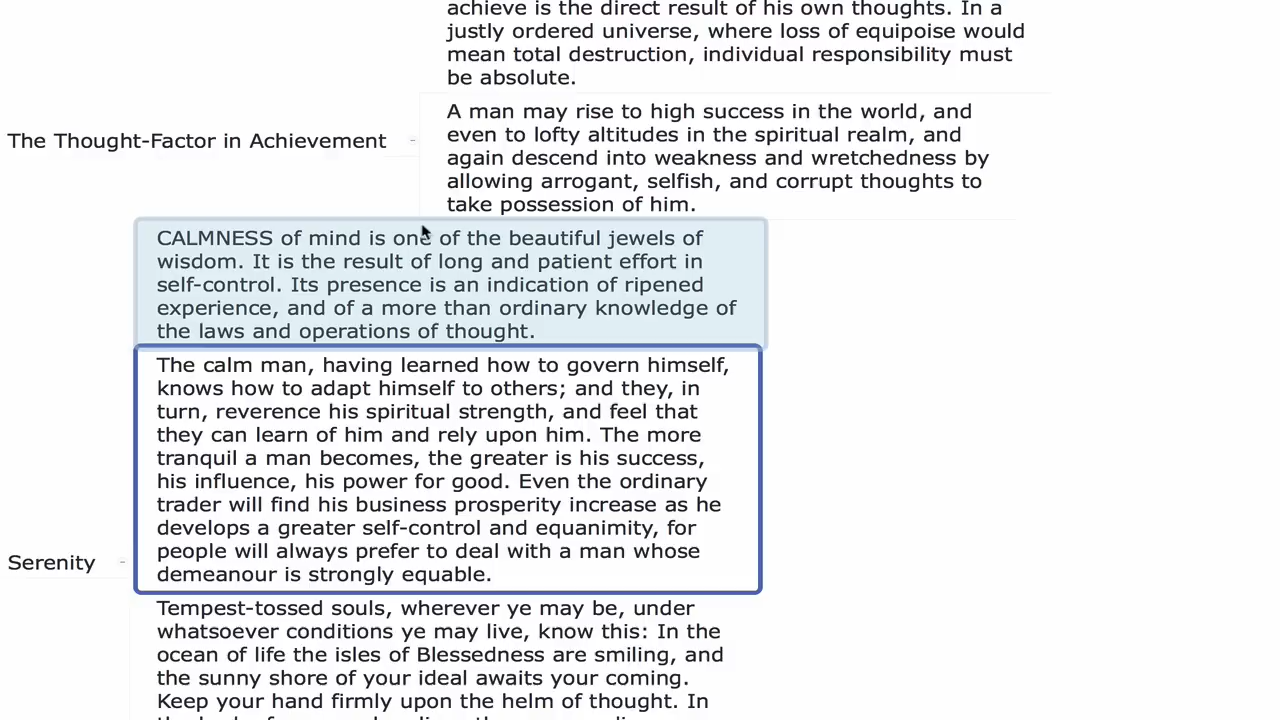 achieve is the direct result of his own thoughts. In a
justly ordered universe, where loss of equipoise would
mean total destruction, individual responsibility must
be absolute.
The Thought-Factor in Achievement
A man may rise to high success in the world, and
even to lofty altitudes in the spiritual realm, and
again descend into weakness and wretchedness by
allowing arrogant, selfish, and corrupt thoughts to
take possession of him.
CALMNESS of mind is one of the beautiful jewels of
wisdom. It is the result of long and patient effort in
self-control. Its presence is an indication of ripened
experience, and of a more than ordinary knowledge of
the laws and operations of thought.
The calm man, having learned how to govern himself,
knows how to adapt himself to others; and they, in
turn, reverence his spiritual strength, and feel that
they can learn of him and rely upon him. The more
tranquil a man becomes, the greater is his success,
his influence, his power for good. Even the ordinary
trader will find his business prosperity increase as he
develops a greater self-control and equanimity, for
people will always prefer to deal with a man whose
demeanour is strongly equable.
Serenity
Tempest-tossed souls, wherever ye may be, under
whatsoever conditions ye may live, know this: In the
ocean of life the isles of Blessedness are smiling, and
the sunny shore of your ideal awaits your coming.
Keep your hand firmly upon the helm of thought. In